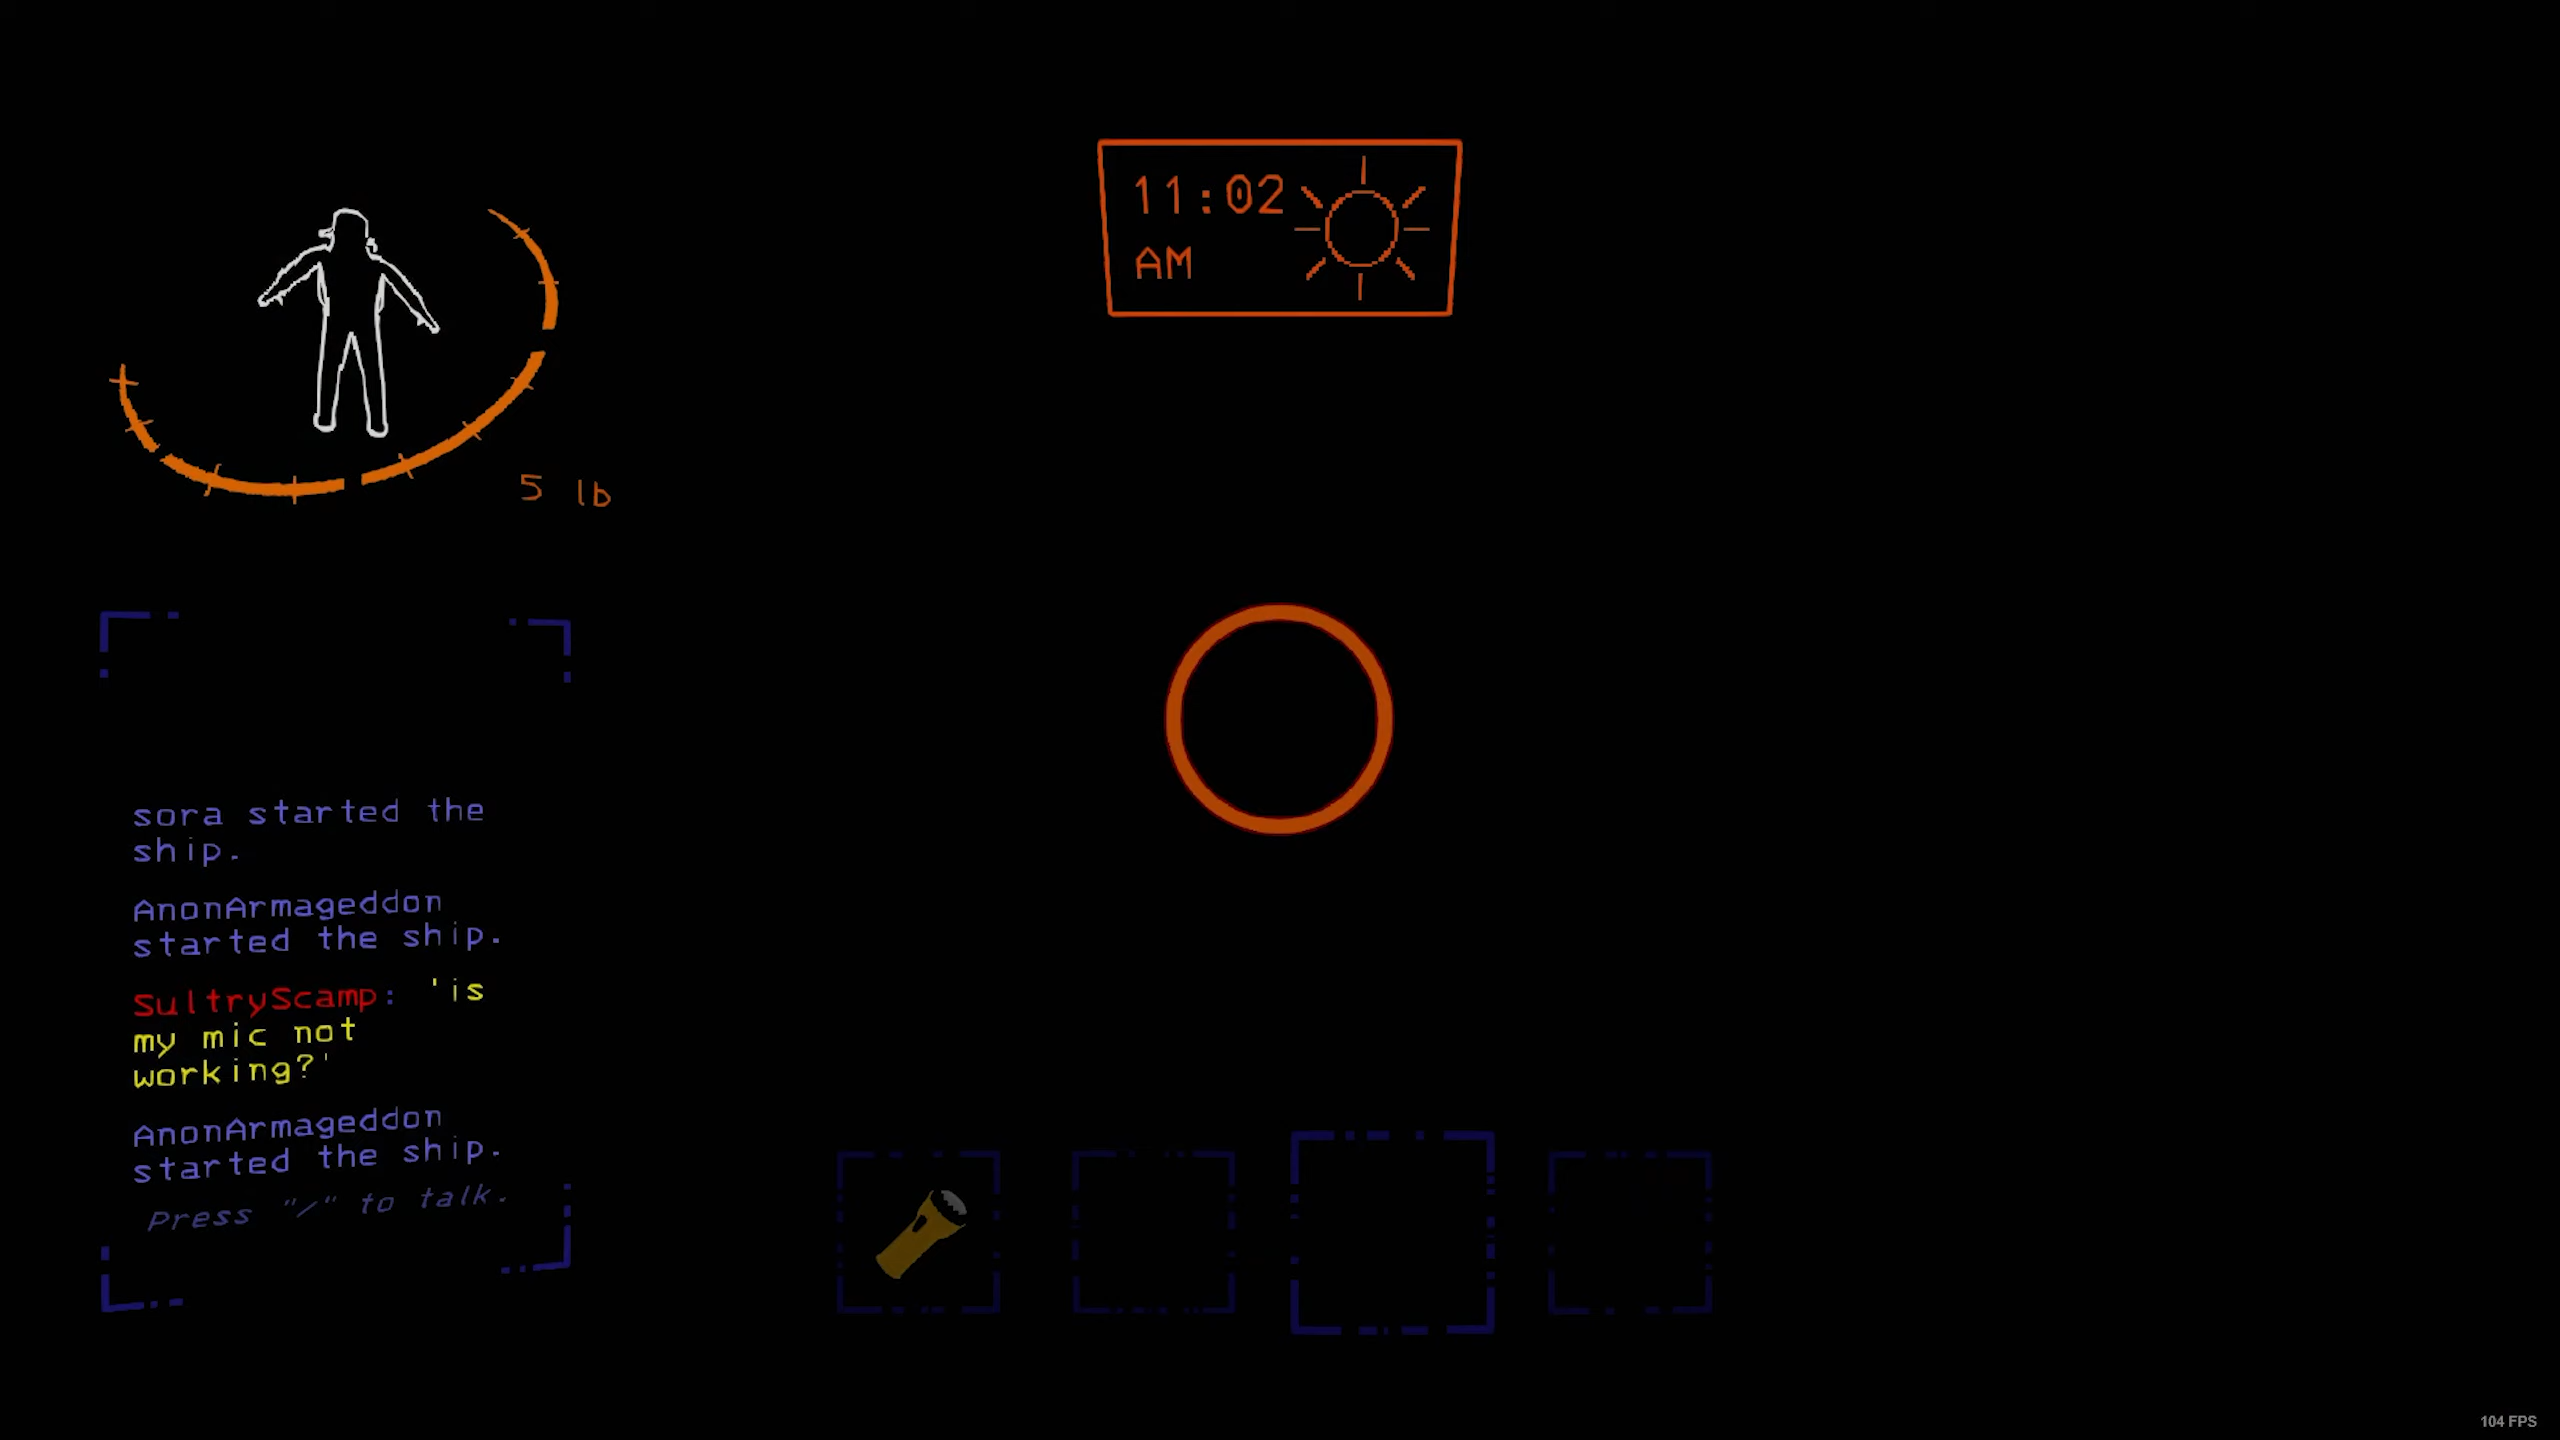 11:02
AM
5 lb
sora started the
ship.
AnonArmageddon
started the ship.
SultryScamp: 'is
my mic not
working?'
AnonArmageddon
started the ship.
Press "/" to talk.
104 FPS